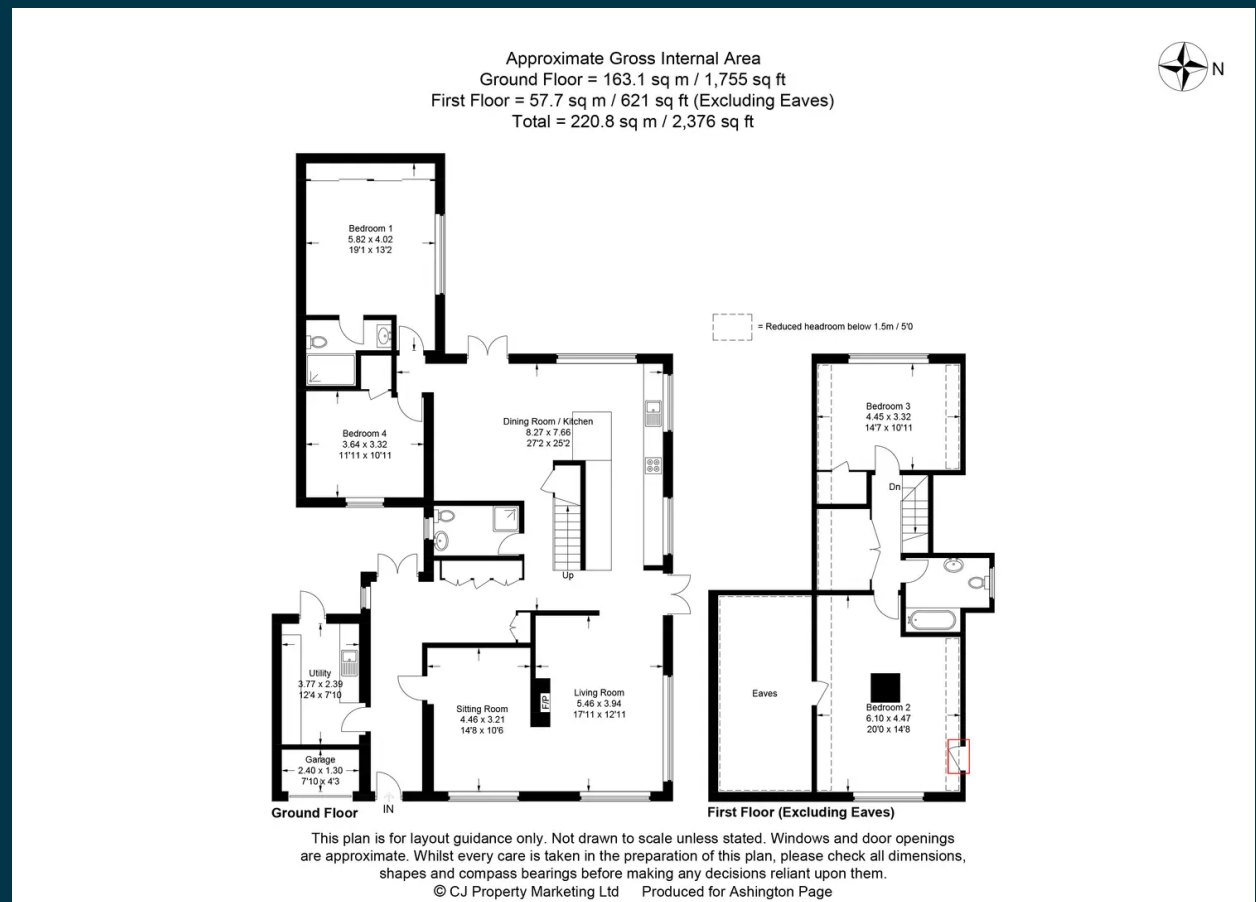 Approximate Gross Internal Area
Ground Floor = 163.1 sq m / 1,755 sq ft
First Floor = 57.7 sq m / 621 sq ft (Excluding Eaves)
Total = 220.8 sq m / 2,376 sq ft
N
Bedroom 1
5.82 x 4.02
19'1 x 13'2
= Reduced headroom below 1.5m / 5'0
Dining Room / Kitchen
8.27 x 7.66
27'2 x 25'2
Bedroom 4
3.64 x 3.32
11'11 x 10'11
Up
Utility
3.77 x 2.39
12'4 x 7'10
Sitting Room
4.46 x 3.21
14'8 x 10'6
F/P
Living Room
5.46 x 3.94
17'11 x 12'11
Garage
2.40 x 1.30
7'10 x 4'3
IN
Ground Floor
Bedroom 3
4.45 x 3.32
14'7 x 10'11
Dn
Eaves
Bedroom 2
6.10 x 4.47
20'0 x 14'8
First Floor (Excluding Eaves)
This plan is for layout guidance only. Not drawn to scale unless stated. Windows and door openings
are approximate. Whilst every care is taken in the preparation of this plan, please check all dimensions,
shapes and compass bearings before making any decisions reliant upon them.
© CJ Property Marketing Ltd Produced for Ashington Page